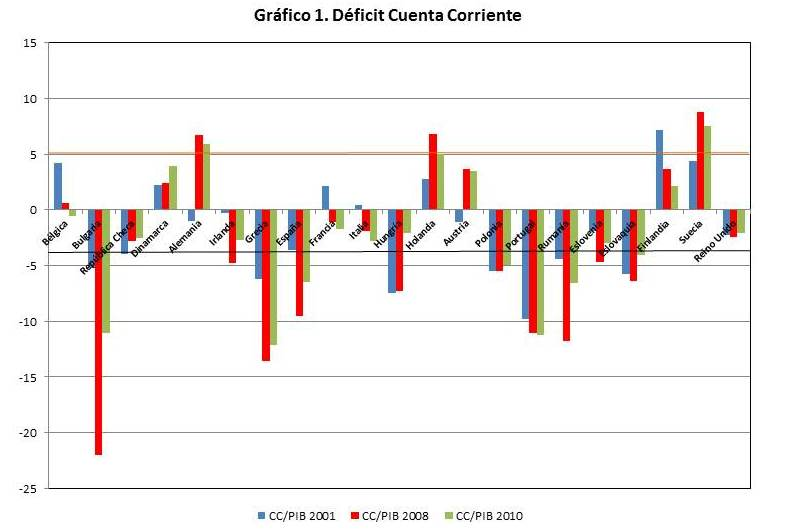 Gráfico 1. Déficit Cuenta Corriente
15
10
5
0
-5
-10
-15
-20
-25
Bélgica
Bulgaria
República Checa
Dinamarca
Alemania
Irlanda
Grecia
España
Francia
Italia
Hungría
Holanda
Austria
Polonia
Portugal
Rumanía
Eslovenia
Eslovaquia
Finlandia
Suecia
Reino Unido
CC/PIB 2001 CC/PIB 2008 CC/PIB 2010